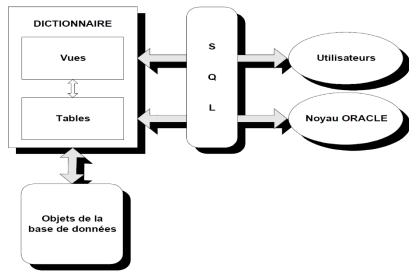 DICTIONNAIRE
Vues
Tables
S
Q
L
Utilisateurs
Noyau ORACLE
Objets de la
base de données